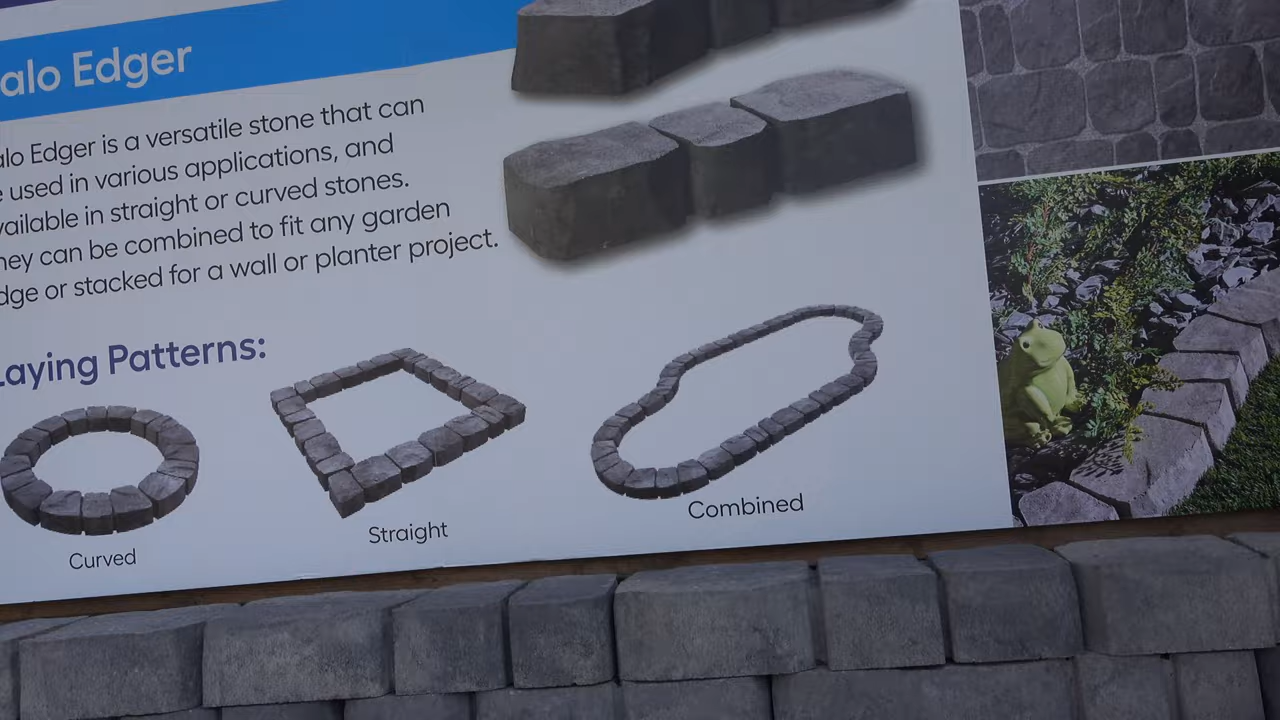 alo Edger
alo Edger is a versatile stone that can
e used in various applications, and
vailable in straight or curved stones.
hey can be combined to fit any garden
dge or stacked for a wall or planter project.
Laying Patterns:
Curved
Straight
Combined